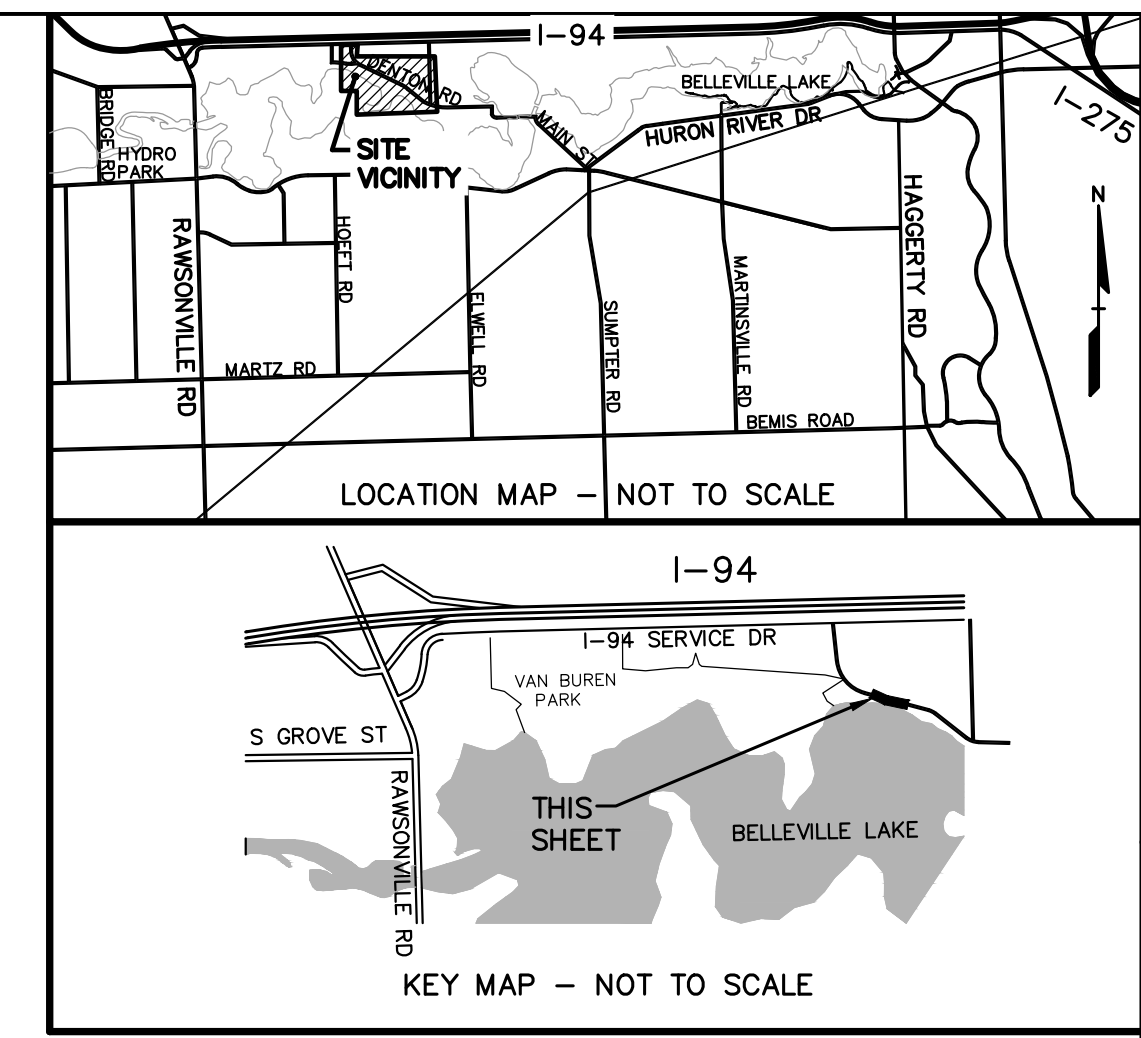 I-94
DENTON RD
BELLEVILLE LAKE
I-275
BRIDGE RD
HYDRO
PARK
MAIN ST
HURON RIVER DR
SITE
VICINITY
N
RAWSONVILLE RD
HOEFT RD
HAGGERTY RD
ELWELL RD
SUMPTER RD
MARTINSVILLE RD
MARTZ RD
BEMIS ROAD
LOCATION MAP - NOT TO SCALE
I-94
I-94 SERVICE DR
VAN BUREN
PARK
S GROVE ST
RAWSONVILLE RD
THIS
SHEET
BELLEVILLE LAKE
KEY MAP - NOT TO SCALE